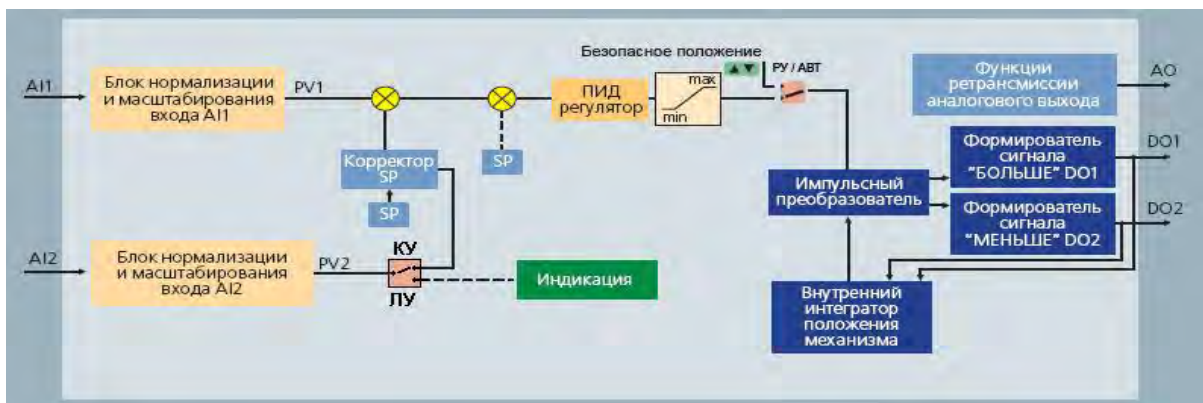 Безопасное положение
РУ / АВТ
AI1
Блок нормализации
и масштабирования
входа AI1
PV1
ПИД
регулятор
max
min
Функции
ретрансмиссии
аналогового выхода
AO
Корректор
SP
SP
SP
Импульсный
преобразователь
Формирователь
сигнала
"БОЛЬШЕ" DO1
DO1
Формирователь
сигнала
"МЕНЬШЕ" DO2
DO2
AI2
Блок нормализации
и масштабирования
входа AI2
PV2
КУ
ЛУ
Индикация
Внутренний
интегратор
положения
механизма